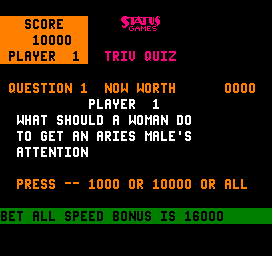 SCORE
10000
PLAYER 1
STATUS
GAMES
TRIV QUIZ
QUESTION 1 NOW WORTH 0000
PLAYER 1
WHAT SHOULD A WOMAN DO
TO GET AN ARIES MALE'S
ATTENTION
PRESS -- 1000 OR 10000 OR ALL
BET ALL SPEED BONUS IS 16000